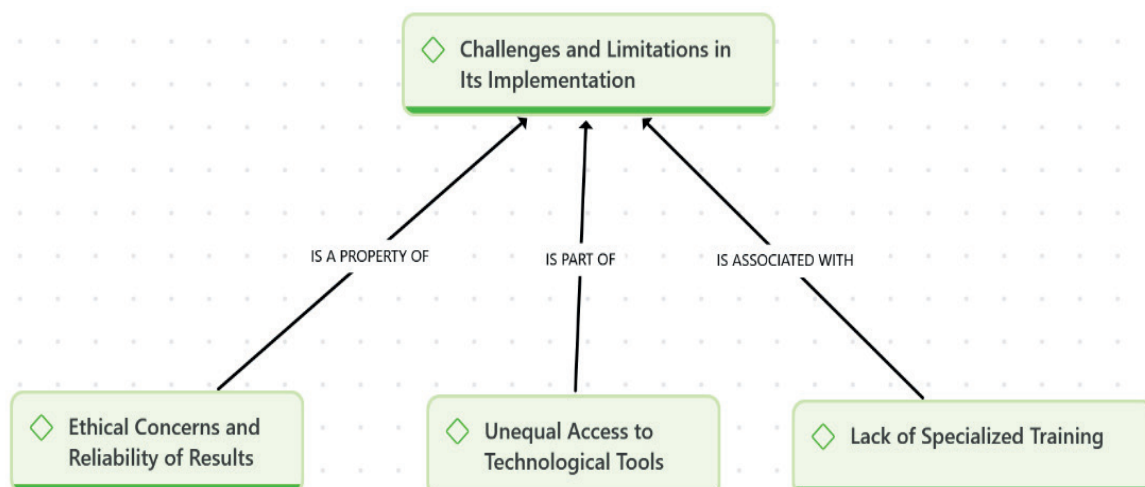 Challenges and Limitations in
Its Implementation
IS A PROPERTY OF
IS PART OF
IS ASSOCIATED WITH
Ethical Concerns and
Reliability of Results
Unequal Access to
Technological Tools
Lack of Specialized Training